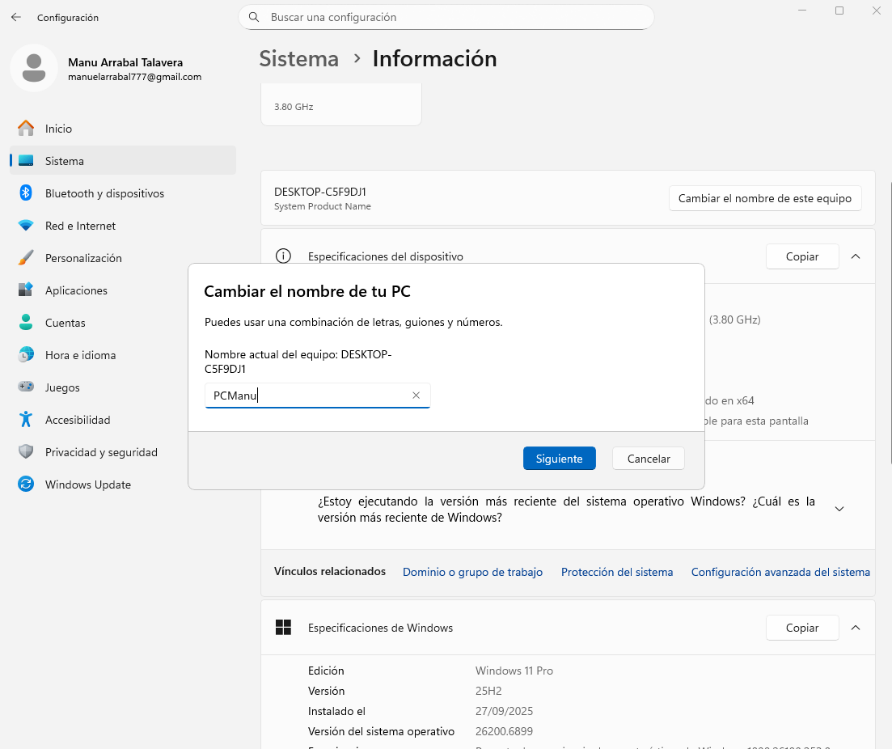 Configuración
Buscar una configuración
Manu Arrabal Talavera
manuelarrabal777@gmail.com
Inicio
Sistema
Bluetooth y dispositivos
Red e Internet
Personalización
Aplicaciones
Cuentas
Hora e idioma
Juegos
Accesibilidad
Privacidad y seguridad
Windows Update
Sistema > Información
3.80 GHz
DESKTOP-C5F9DJ1
System Product Name
Cambiar el nombre de este equipo
Especificaciones del dispositivo
Copiar
(3.80 GHz)
do en x64
ble para esta pantalla
Cambiar el nombre de tu PC
Puedes usar una combinación de letras, guiones y números.
Nombre actual del equipo: DESKTOP-
C5F9DJ1
PCManu
Siguiente
Cancelar
¿Estoy ejecutando la versión más reciente del sistema operativo Windows? ¿Cuál es la
versión más reciente de Windows?
Vínculos relacionados
Dominio o grupo de trabajo
Protección del sistema
Configuración avanzada del sistema
Especificaciones de Windows
Copiar
Edición Windows 11 Pro
Versión 25H2
Instalado el 27/09/2025
Versión del sistema operativo 26200.6899